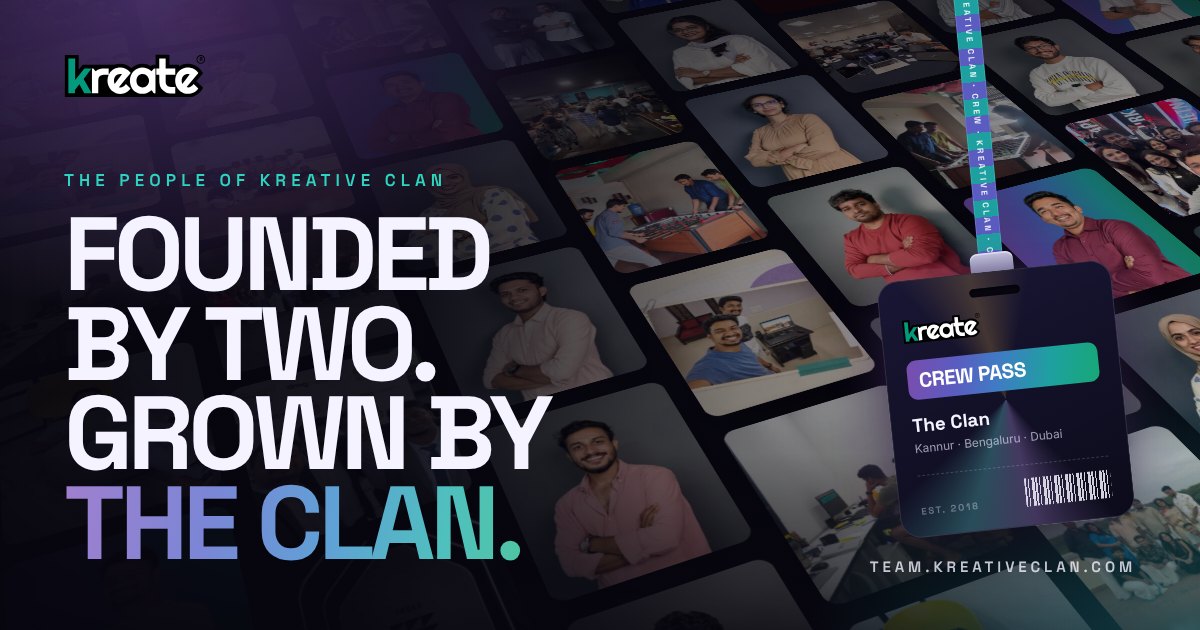 kreate®
THE PEOPLE OF KREATIVE CLAN
FOUNDED
BY TWO.
GROWN BY
THE CLAN.
EATIVE CLAN · CREW · KREATIVE CLAN · C
kreate
CREW PASS
The Clan
Kannur · Bengaluru · Dubai
EST. 2018
TEAM.KREATIVECLAN.COM